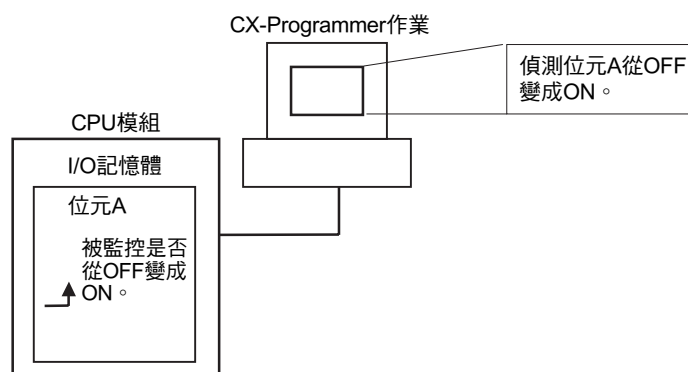 CX-Programmer作業
偵測位元A從OFF
變成ON。
CPU模組
I/O記憶體
位元A
被監控是否
從OFF變成
ON。